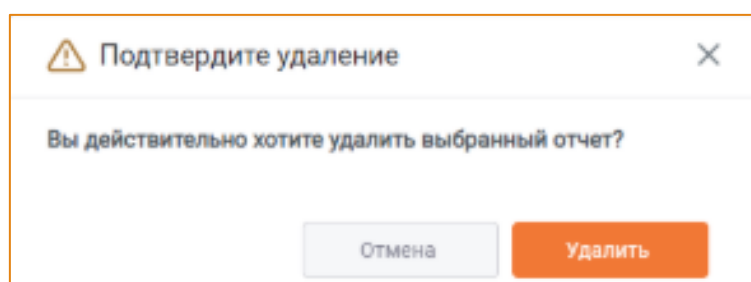 Подтвердите удаление
Вы действительно хотите удалить выбранный отчет?
Отмена
Удалить